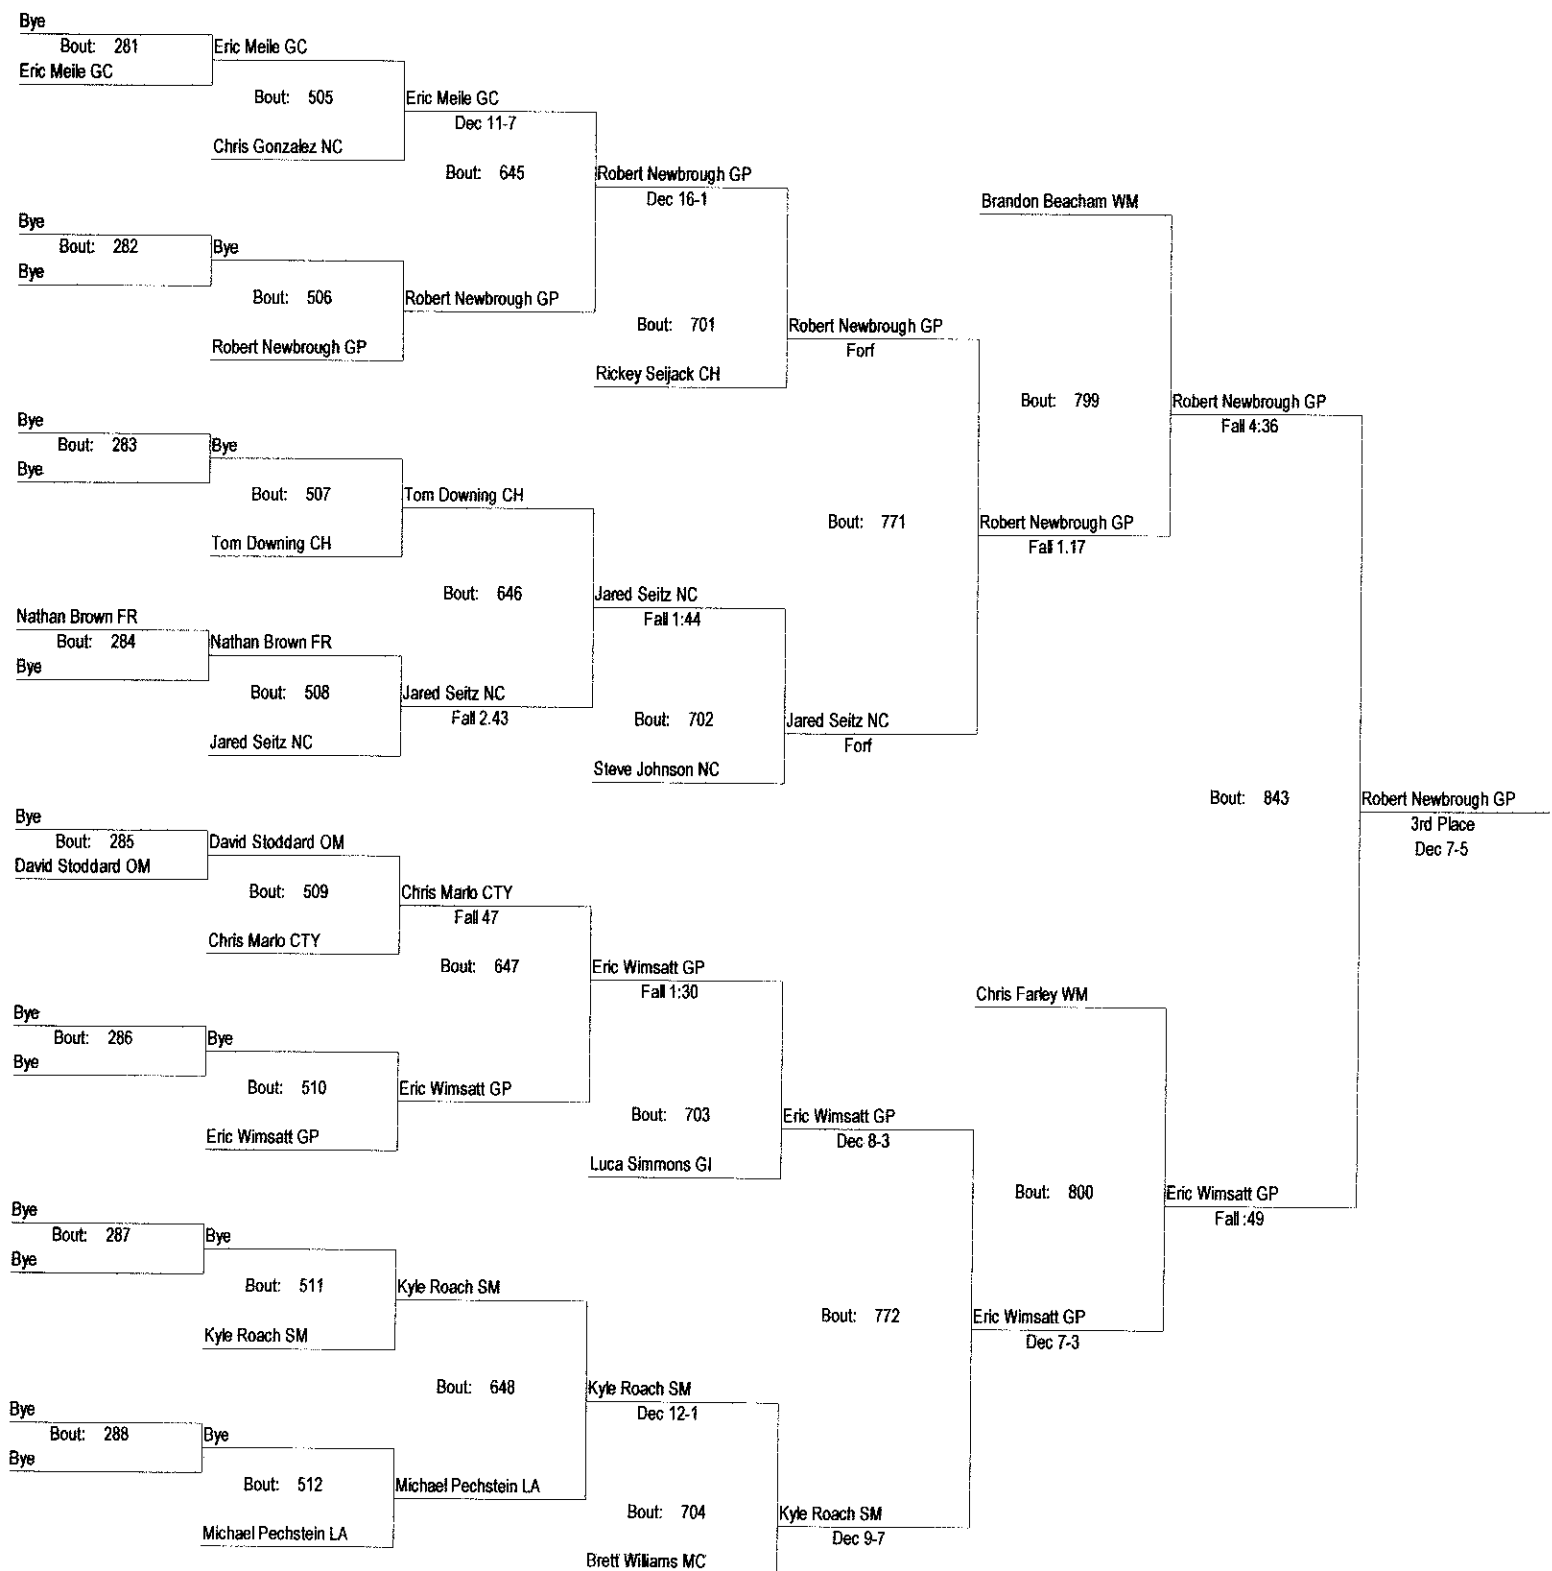 Bye
Bout: 281
Eric Meile GC
Eric Meile GC
Bout: 505
Chris Gonzalez NC
Eric Meile GC
Dec 11-7
Bout: 645
Bye
Bout: 282
Bye
Bye
Bout: 506
Robert Newbrough GP
Robert Newbrough GP
Robert Newbrough GP
Dec 16-1
Bout: 701
Rickey Seijack CH
Robert Newbrough GP
Forf
Bye
Bout: 283
Bye
Bye
Bout: 507
Tom Downing CH
Tom Downing CH
Bout: 646
Nathan Brown FR
Bout: 284
Bye
Nathan Brown FR
Bout: 508
Jared Seitz NC
Jared Seitz NC
Fall 2.43
Jared Seitz NC
Fall 1:44
Bout: 702
Steve Johnson NC
Jared Seitz NC
Forf
Bout: 771
Robert Newbrough GP
Fall 1.17
Brandon Beacham WM
Bout: 799
Robert Newbrough GP
Fall 4:36
Bye
Bout: 285
David Stoddard OM
David Stoddard OM
Bout: 509
Chris Marlo CTY
Chris Marlo CTY
Fall 47
Bout: 647
Bye
Bout: 286
Bye
Bye
Bout: 510
Eric Wimsatt GP
Eric Wimsatt GP
Eric Wimsatt GP
Fall 1:30
Bout: 703
Luca Simmons GI
Eric Wimsatt GP
Dec 8-3
Bye
Bout: 287
Bye
Bye
Bout: 511
Kyle Roach SM
Kyle Roach SM
Bout: 648
Bye
Bout: 288
Bye
Bye
Bout: 512
Michael Pechstein LA
Michael Pechstein LA
Kyle Roach SM
Dec 12-1
Bout: 704
Brett Williams MC
Kyle Roach SM
Dec 9-7
Bout: 772
Eric Wimsatt GP
Dec 7-3
Chris Farley WM
Bout: 800
Eric Wimsatt GP
Fall :49
Bout: 843
Robert Newbrough GP
3rd Place
Dec 7-5